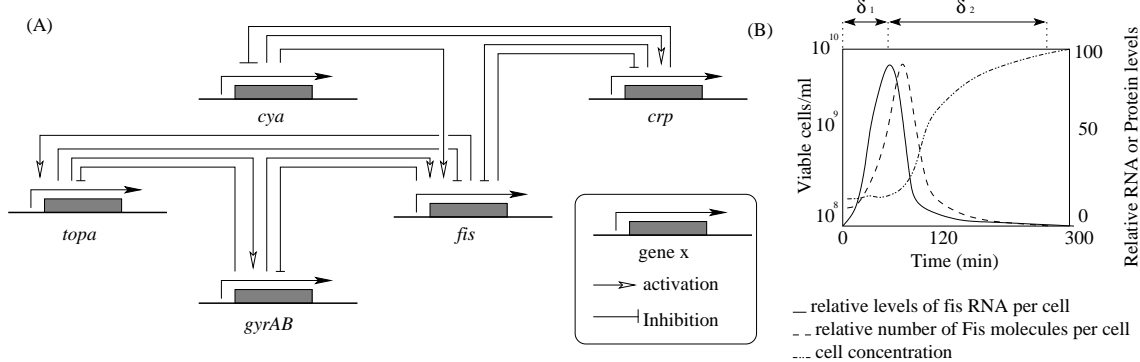 (A)
cya
crp
topa
fis
gyrAB
gene x
activation
Inhibition
(B)
δ 1
δ 2
Viable cells/ml
10 10
10 9
10 8
100
50
0
Relative RNA or Protein levels
0
120
300
Time (min)
relative levels of fis RNA per cell
relative number of Fis molecules per cell
cell concentration